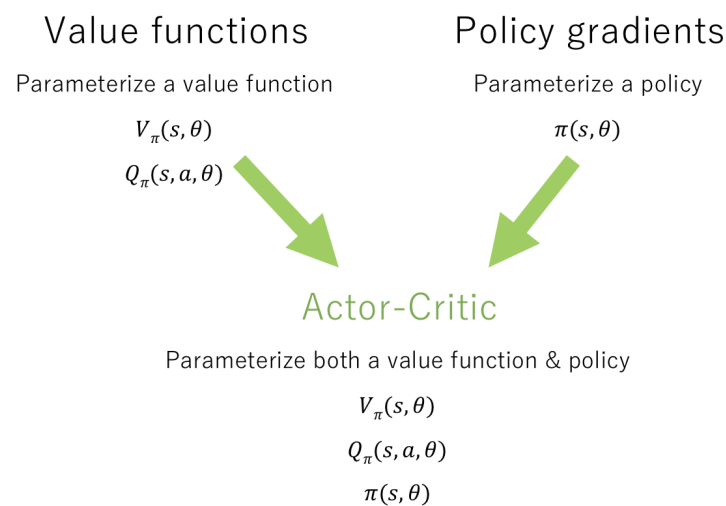 Value functions
Parameterize a value function
V_π(s, θ)
Q_π(s, a, θ)
Policy gradients
Parameterize a policy
π(s, θ)
Actor-Critic
Parameterize both a value function & policy
V_π(s, θ)
Q_π(s, a, θ)
π(s, θ)